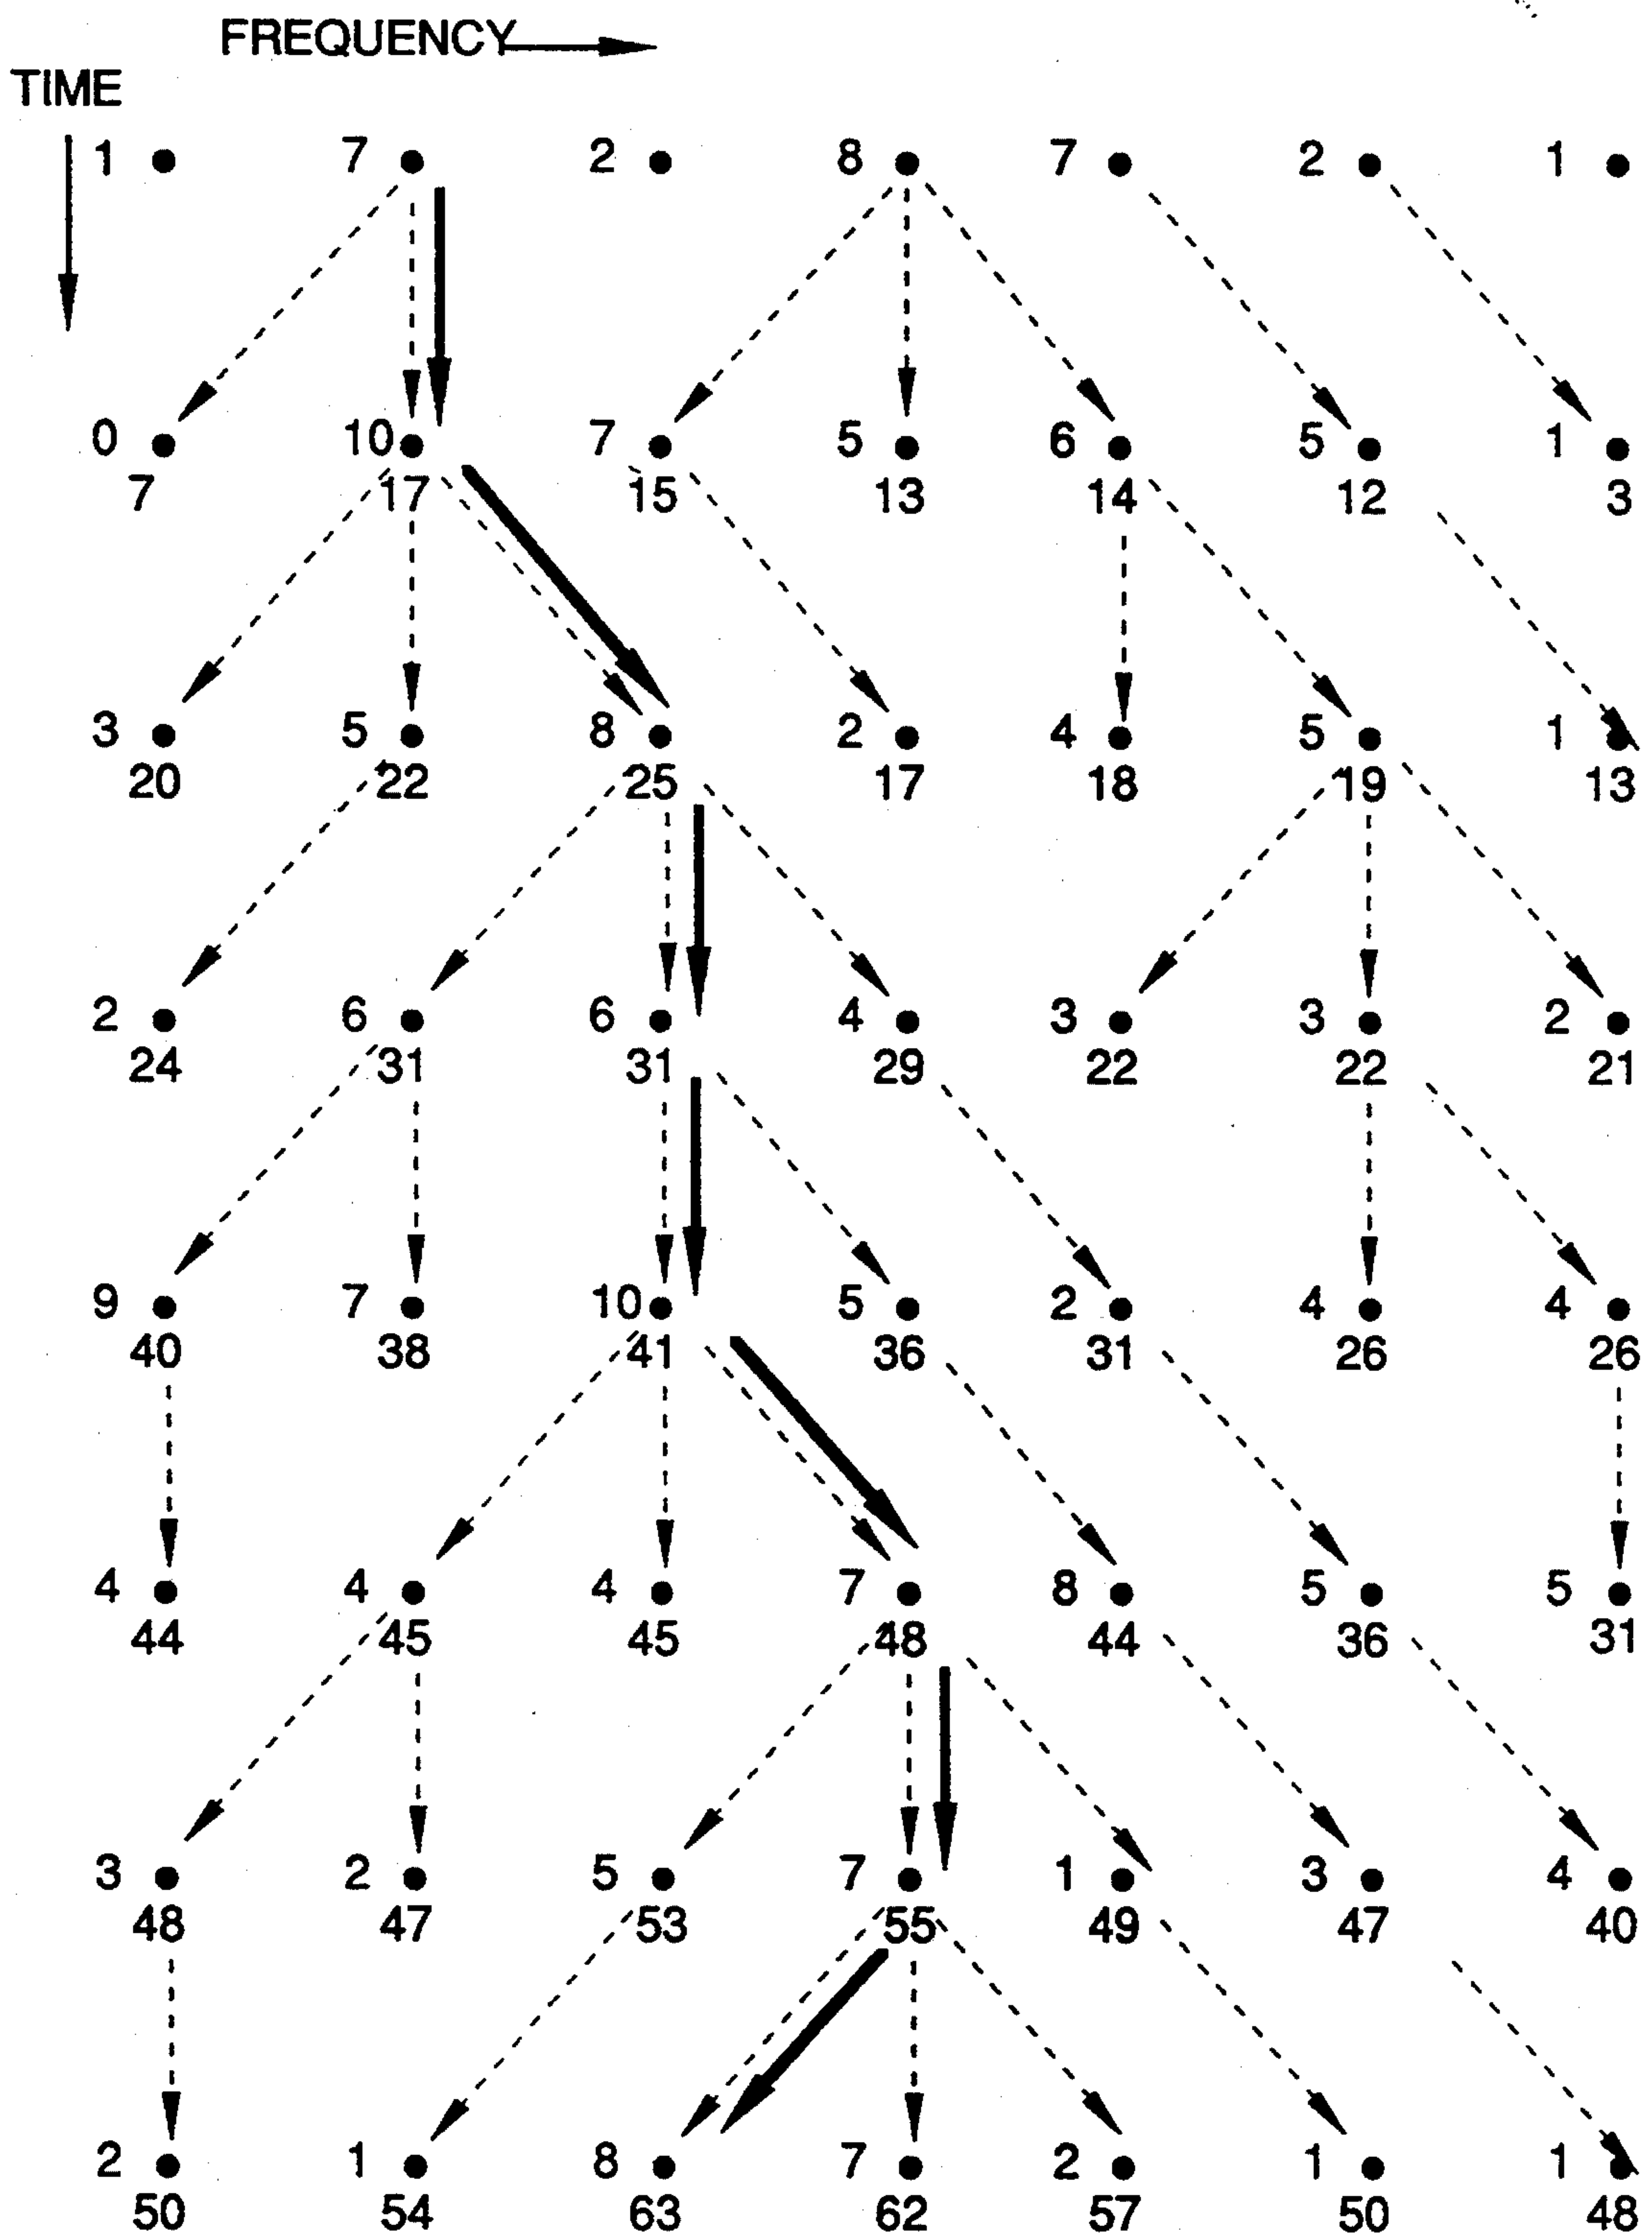 FREQUENCY
TIME
1 7 2 8 7 2 1
0 10 7 5 6 5 1
7 17 15 13 14 12 3
3 5 8 2 4 5 1
20 22 25 17 18 19 13
2 6 6 4 3 3 2
24 31 31 29 22 22 21
9 7 10 5 2 4 4
40 38 41 36 31 26 26
4 4 4 7 8 5 5
44 45 45 48 44 36 31
3 2 5 7 1 3 4
48 47 53 55 49 47 40
2 1 8 7 2 1 1
50 54 63 62 57 50 48